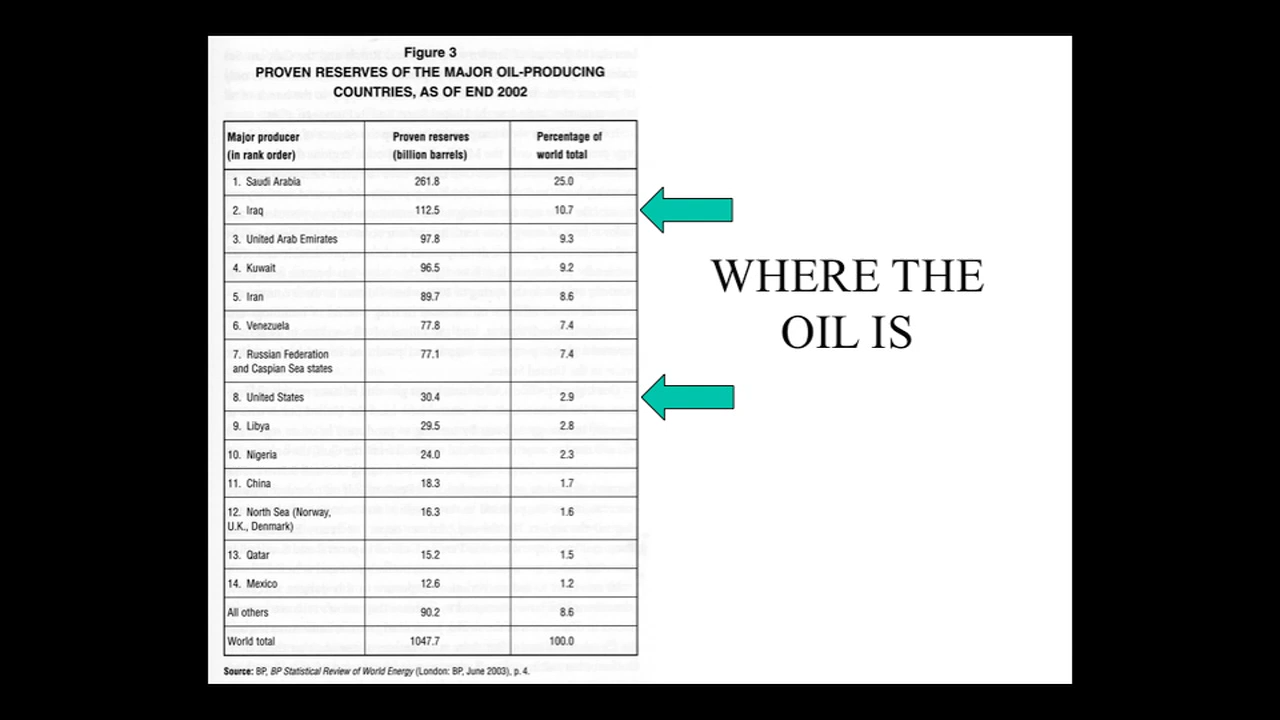 Figure 3
PROVEN RESERVES OF THE MAJOR OIL-PRODUCING
COUNTRIES, AS OF END 2002
Major producer Proven reserves Percentage of
(in rank order) (billion barrels) world total
1. Saudi Arabia 261.8 25.0
2. Iraq 112.5 10.7
3. United Arab Emirates 97.8 9.3
4. Kuwait 96.5 9.2
5. Iran 89.7 8.6
6. Venezuela 77.8 7.4
7. Russian Federation 77.1 7.4
and Caspian Sea states
8. United States 30.4 2.9
9. Libya 29.5 2.8
10. Nigeria 24.0 2.3
11. China 18.3 1.7
12. North Sea (Norway, 16.3 1.6
U.K., Denmark)
13. Qatar 15.2 1.5
14. Mexico 12.6 1.2
All others 90.2 8.6
World total 1047.7 100.0
Source: BP, BP Statistical Review of World Energy (London: BP, June 2003), p. 4.
WHERE THE
OIL IS